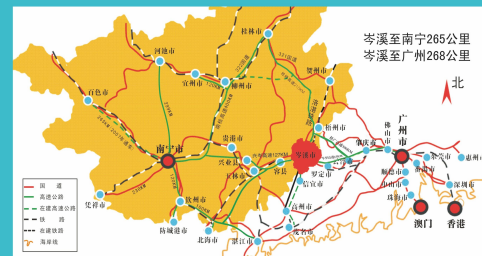 岑溪至南宁265公里
岑溪至广州268公里
北
桂林市
河池市
宜州市
柳州市
贺州市
百色市
梧州市
广州市
佛山市
肇庆市
贵港市
南宁市
兴业县
玉林市
容县
岑溪市
罗定市
信宜市
顺德市
中山市
珠海市
东莞市
惠州市
深圳市
澳门
香港
凭祥市
钦州市
防城港市
北海市
湛江市
高州市
茂名市
国道
高速公路
在建高速公路
铁路
在建铁路
海岸线